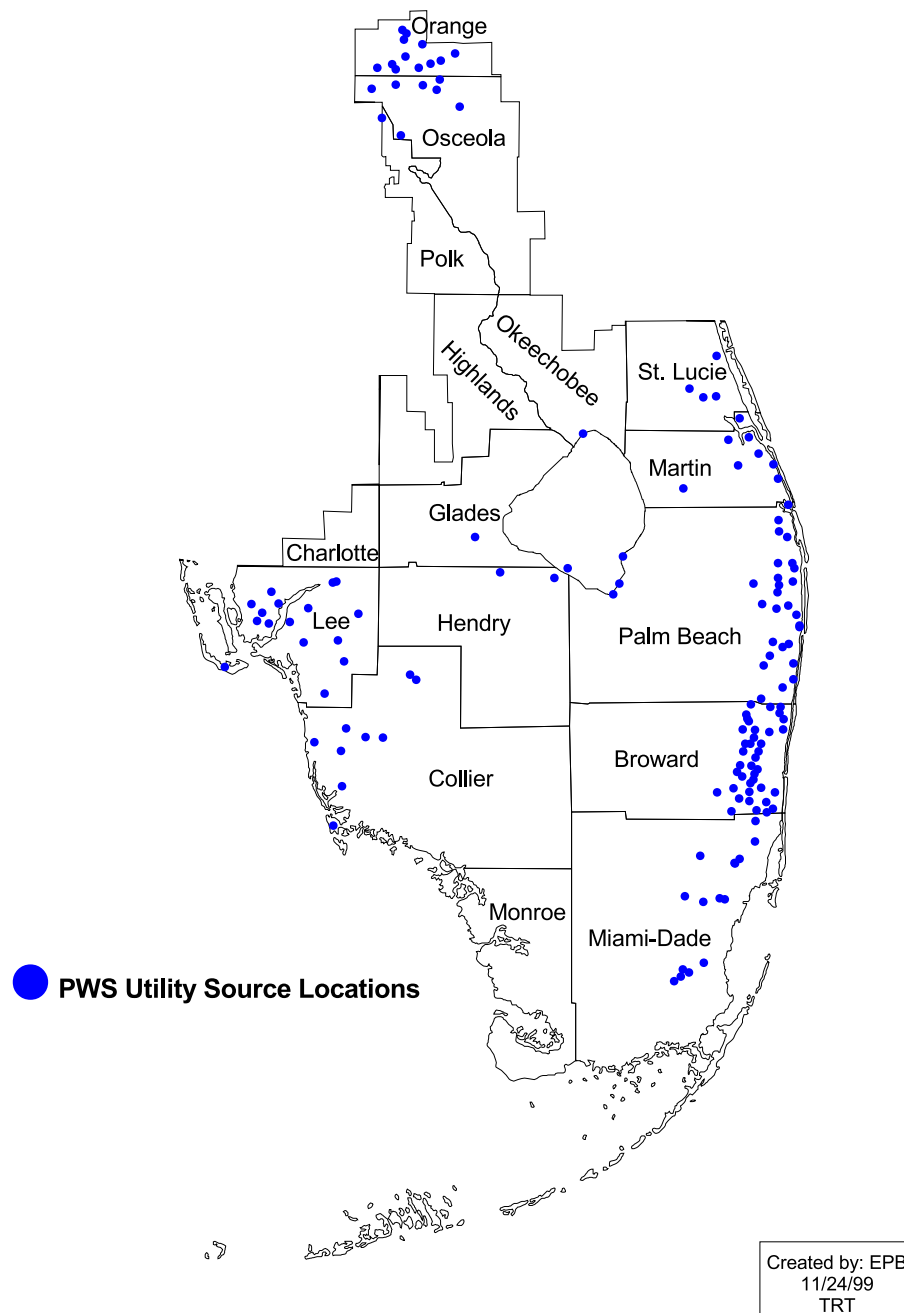 Orange
Osceola
Polk
Okeechobee
Highlands
St. Lucie
Martin
Glades
Charlotte
Lee
Hendry
Palm Beach
Broward
Collier
Monroe
Miami-Dade
PWS Utility Source Locations
Created by: EPB
11/24/99
TRT